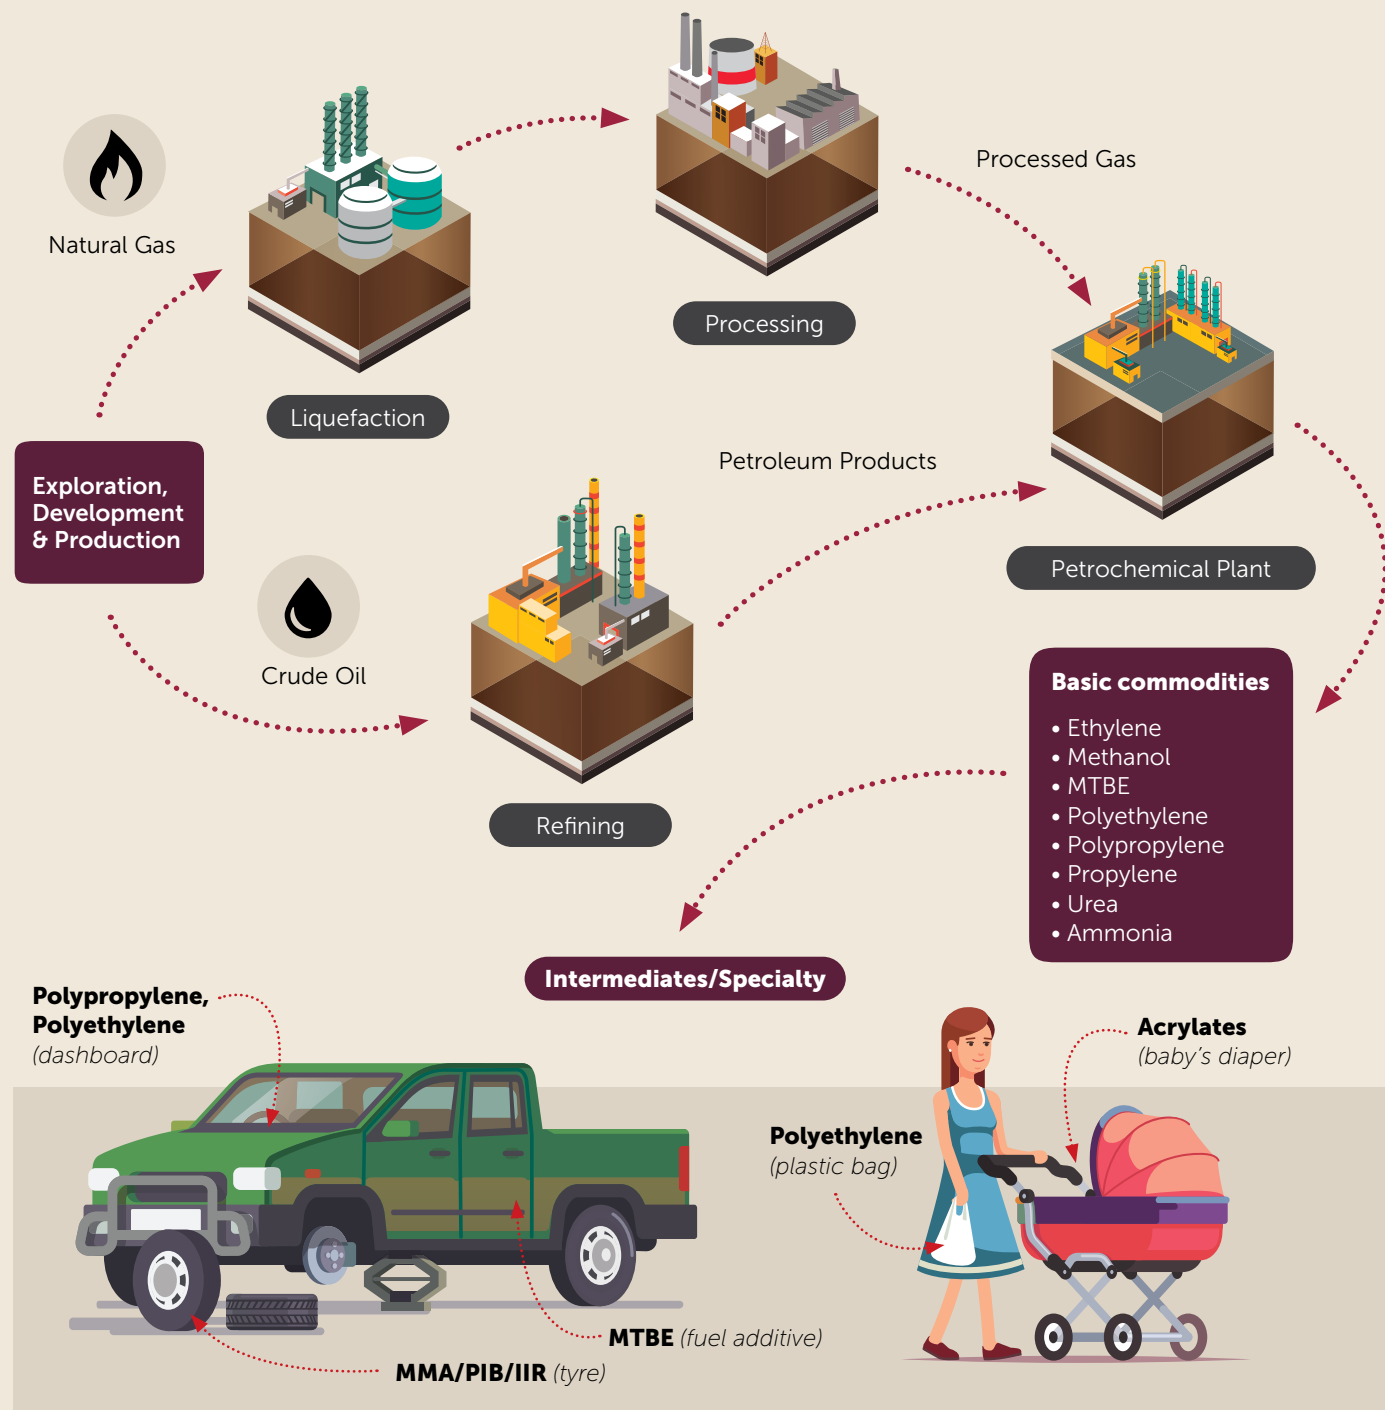 Natural Gas
Liquefaction
Processing
Processed Gas
Exploration,
Development
& Production
Crude Oil
Refining
Petroleum Products
Petrochemical Plant
Basic commodities
• Ethylene
• Methanol
• MTBE
• Polyethylene
• Polypropylene
• Propylene
• Urea
• Ammonia
Intermediates/Specialty
Polypropylene,
Polyethylene
(dashboard)
MTBE (fuel additive)
MMA/PIB/IIR (tyre)
Polyethylene
(plastic bag)
Acrylates
(baby's diaper)